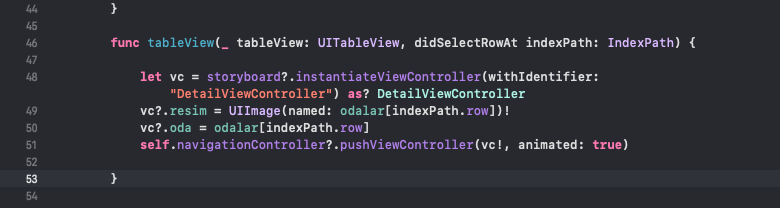 44 }
45
46 func tableView(_ tableView: UITableView, didSelectRowAt indexPath: IndexPath) {
47
48 let vc = storyboard?.instantiateViewController(withIdentifier:
"DetailViewController") as? DetailViewController
49 vc?.resim = UIImage(named: odalar[indexPath.row])!
50 vc?.oda = odalar[indexPath.row]
51 self.navigationController?.pushViewController(vc!, animated: true)
52
53 }
54